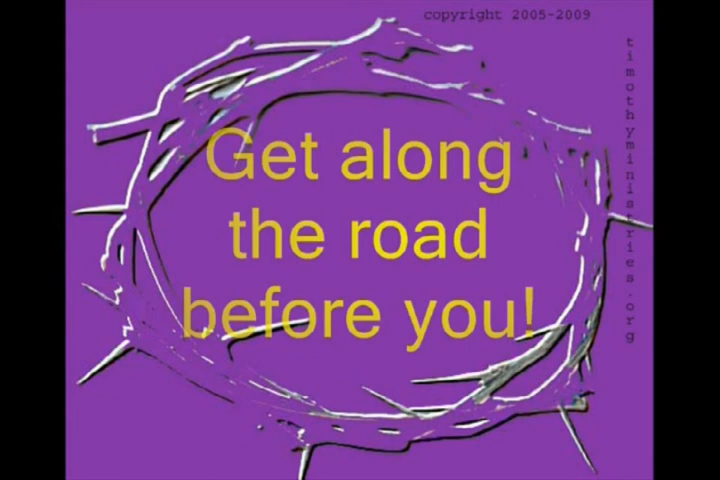 copyright 2005-2009
Get along
the road
before you!
timothyministries.org